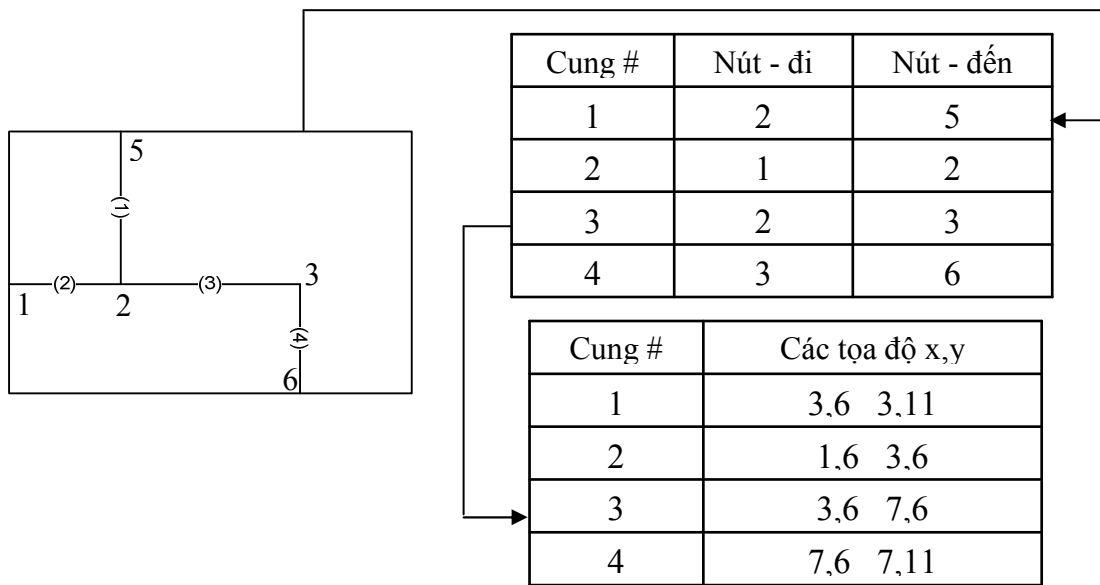 Cung # Nút - đi Nút - đến
1 2 5
2 1 2
3 2 3
4 3 6
5
(1)
(2) (3) 3
1 2
(4)
6
Cung # Các tọa độ x,y
1 3,6 3,11
2 1,6 3,6
3 3,6 7,6
4 7,6 7,11